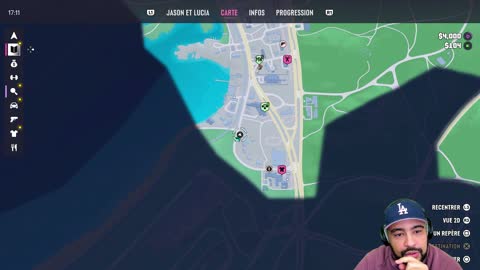 17:11
L1 JASON ET LUCIA CARTE INFOS PROGRESSION R1
$4,000
$104
RECENTRER
VUE 2D
UN REPÈRE
DESTINATION
LA